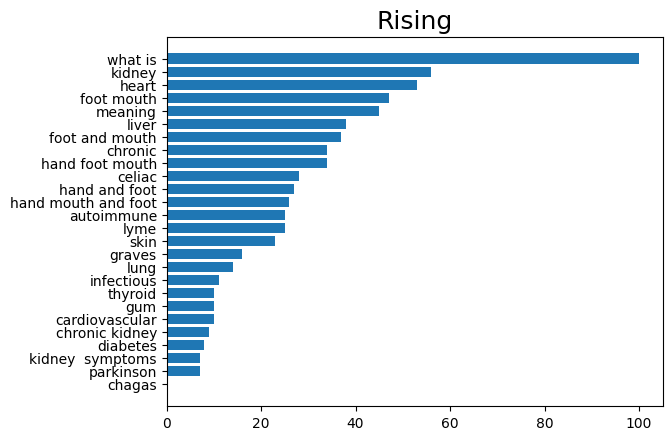 Rising
what is
kidney
heart
foot mouth
meaning
liver
foot and mouth
chronic
hand foot mouth
celiac
hand and foot
hand mouth and foot
autoimmune
lyme
skin
graves
lung
infectious
thyroid
gum
cardiovascular
chronic kidney
diabetes
kidney  symptoms
parkinson
chagas
0 20 40 60 80 100